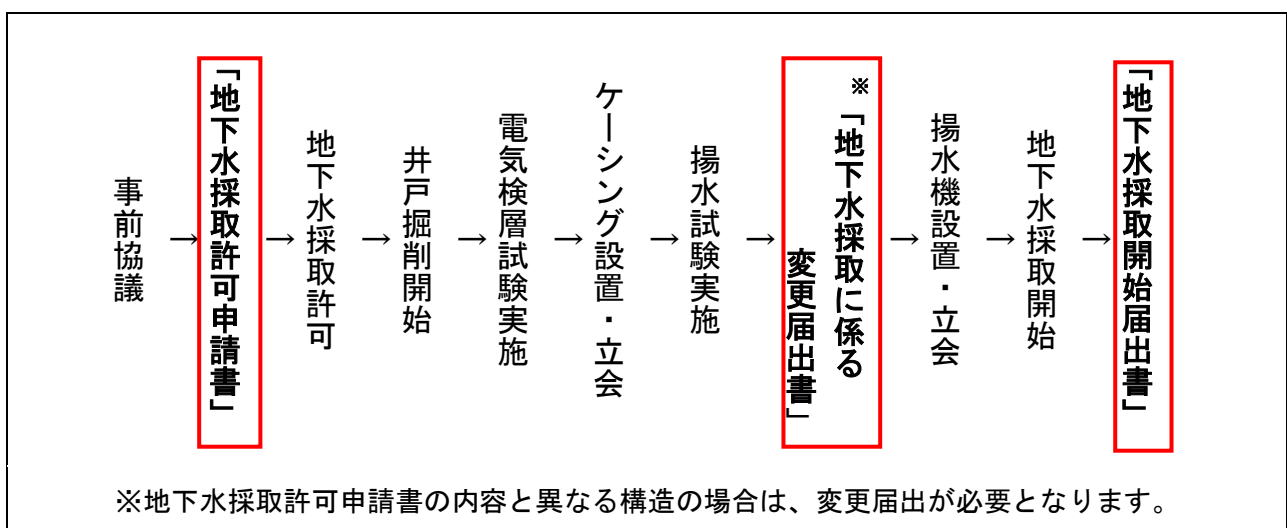 事前協議
→
「地下水採取許可申請書」
→
地下水採取許可
→
井戸掘削開始
→
電気検層試験実施
→
ケーシング設置・立会
→
揚水試験実施
→
※「地下水採取に係る
変更届出書」
→
揚水機設置・立会
→
地下水採取開始
→
「地下水採取開始届出書」
※地下水採取許可申請書の内容と異なる構造の場合は、変更届出が必要となります。